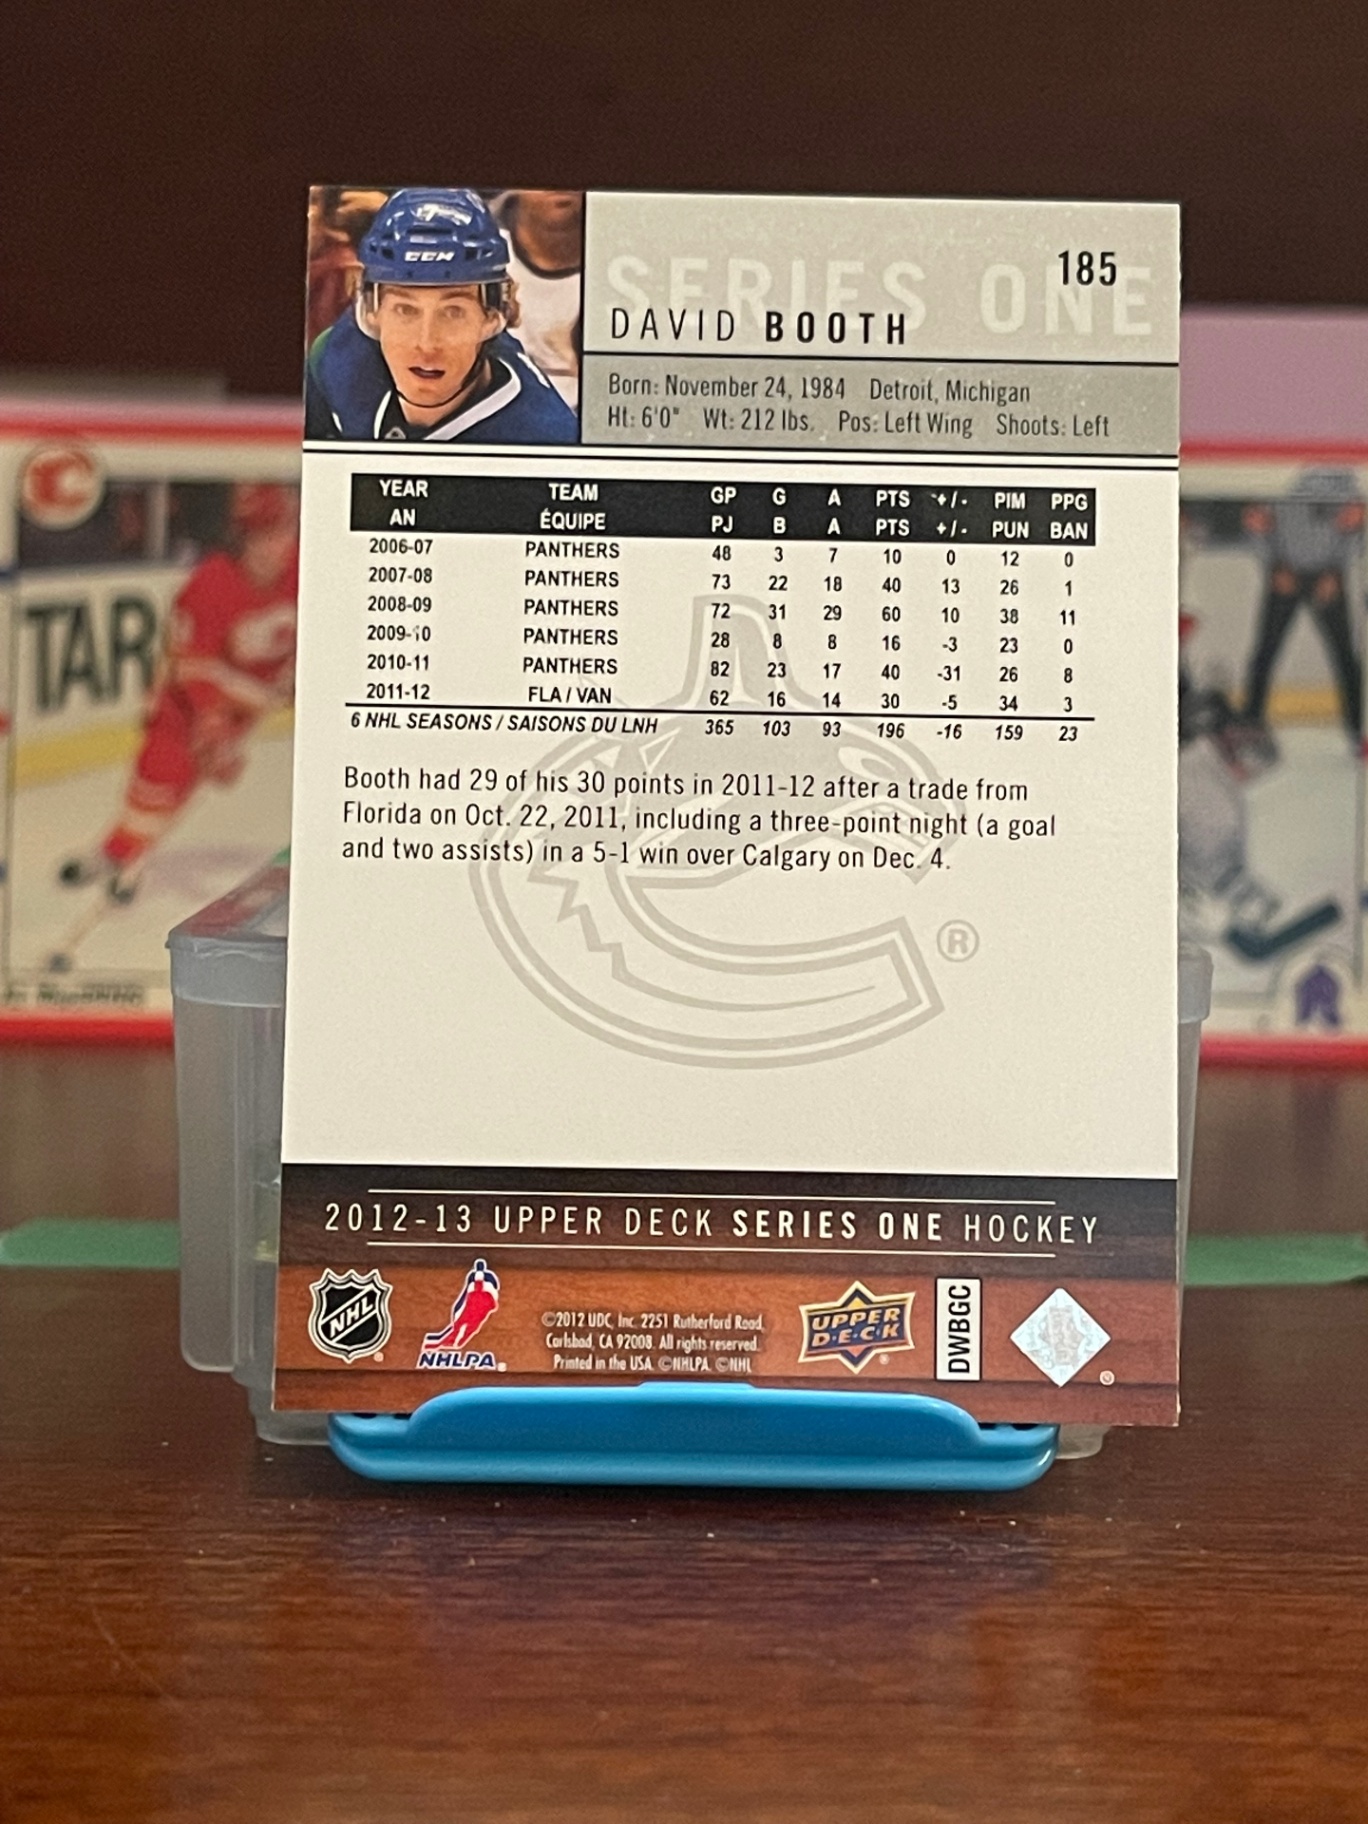 CCM
SERIES ONE
185
DAVID BOOTH
Born: November 24, 1984 Detroit, Michigan
Ht: 6'0" Wt: 212 lbs. Pos: Left Wing Shoots: Left
YEAR TEAM GP G A PTS +/- PIM PPG
AN ÉQUIPE PJ B A PTS +/- PUN BAN
2006-07 PANTHERS 48 3 7 10 0 12 0
2007-08 PANTHERS 73 22 18 40 13 26 1
2008-09 PANTHERS 72 31 29 60 10 38 11
2009-10 PANTHERS 28 8 8 16 -3 23 0
2010-11 PANTHERS 82 23 17 40 -31 26 8
2011-12 FLA / VAN 62 16 14 30 -5 34 3
6 NHL SEASONS / SAISONS DU LNH 365 103 93 196 -16 159 23
Booth had 29 of his 30 points in 2011-12 after a trade from
Florida on Oct. 22, 2011, including a three-point night (a goal
and two assists) in a 5-1 win over Calgary on Dec. 4.
®
2012-13 UPPER DECK SERIES ONE HOCKEY
NHL
NHLPA
©2012 UDC, Inc. 2251 Rutherford Road,
Carlsbad, CA 92008. All rights reserved.
Printed in the USA. ©NHLPA. ©NHL
UPPER
DECK
DWBGC
TAR